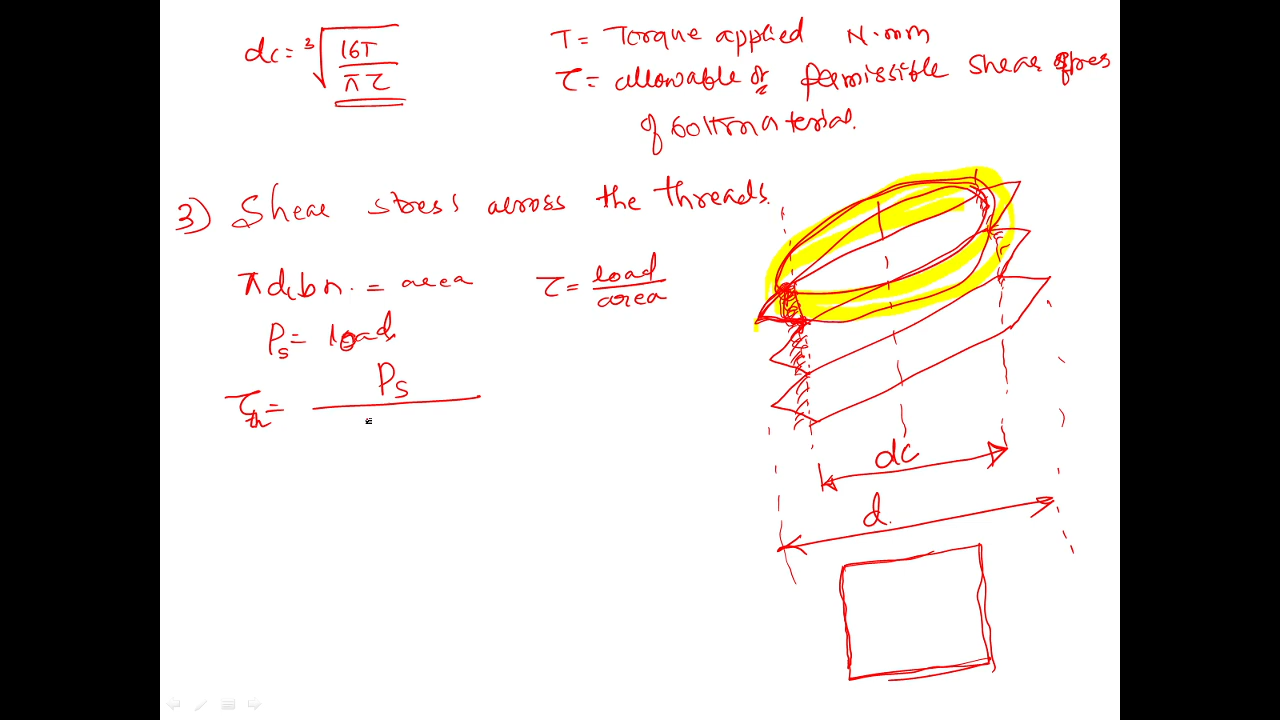 dc = ∛(16T / πτ)
T = Torque applied N.mm
τ = allowable or permissible shear stress
of bolt material.
3) Shear stress across the threads.
π dc b n. = area
τ = load / area
Ps = load
τth = Ps /
dc
d.